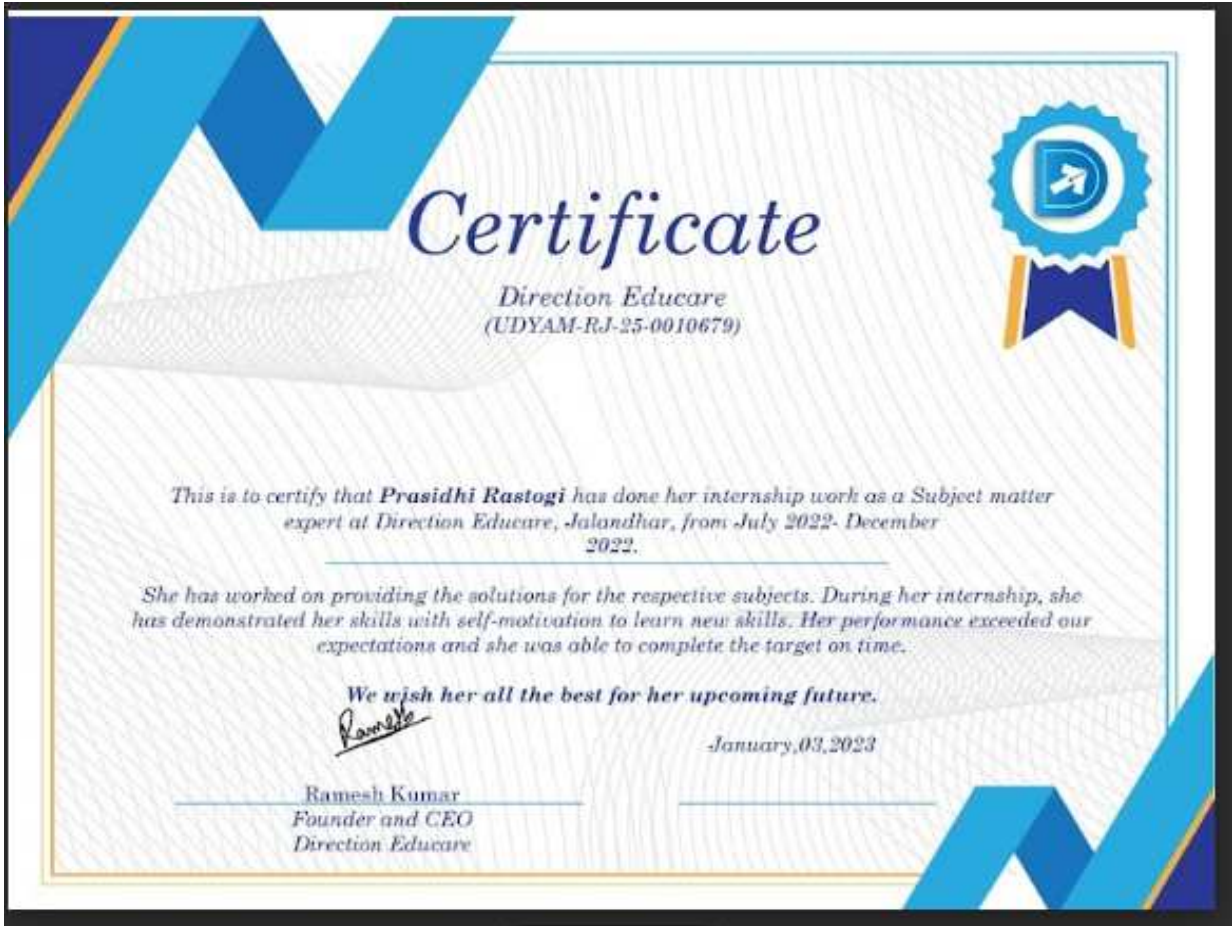 Certificate
Direction Educare
(UDYAM-RJ-25-0010679)
This is to certify that Prasidhi Rastogi has done her internship work as a Subject matter
expert at Direction Educare, Jalandhar, from July 2022- December
2022.
She has worked on providing the solutions for the respective subjects. During her internship, she
has demonstrated her skills with self-motivation to learn new skills. Her performance exceeded our
expectations and she was able to complete the target on time.
We wish her all the best for her upcoming future.
Ramesh
January,03,2023
Ramesh Kumar
Founder and CEO
Direction Educare